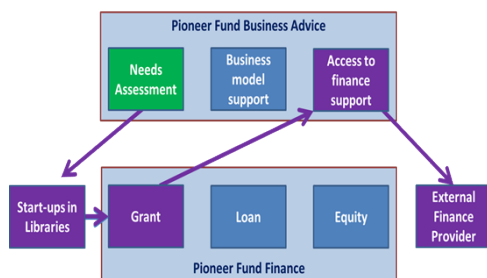 Pioneer Fund Business Advice
Needs
Assessment
Business
model
support
Access to
finance
support
Start-ups in
Libraries
Grant
Loan
Equity
External
Finance
Provider
Pioneer Fund Finance